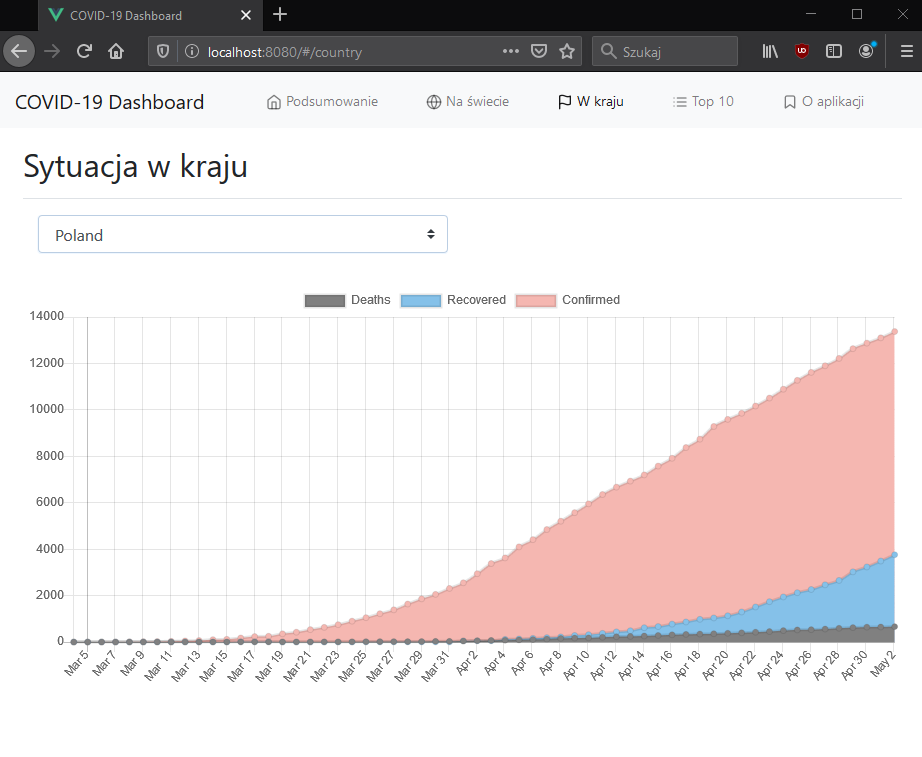 COVID-19 Dashboard
localhost:8080/#/country
Szukaj
COVID-19 Dashboard Podsumowanie Na świecie W kraju Top 10 O aplikacji
Sytuacja w kraju
Poland
Deaths Recovered Confirmed
14000
12000
10000
8000
6000
4000
2000
0
Mar 5 Mar 7 Mar 9 Mar 11 Mar 13 Mar 15 Mar 17 Mar 19 Mar 21 Mar 23 Mar 25 Mar 27 Mar 29 Mar 31 Apr 2 Apr 4 Apr 6 Apr 8 Apr 10 Apr 12 Apr 14 Apr 16 Apr 18 Apr 20 Apr 22 Apr 24 Apr 26 Apr 28 Apr 30 May 2